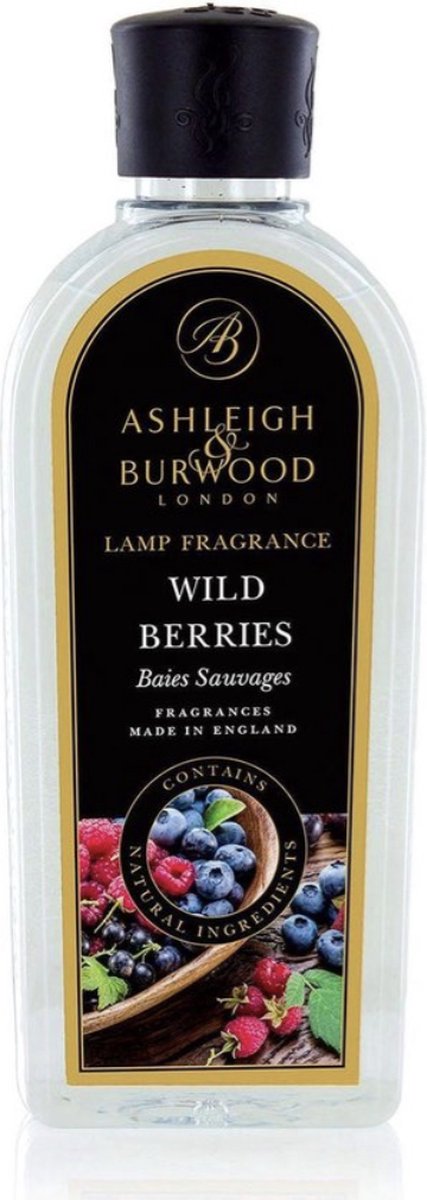 AB
ASHLEIGH
&
BURWOOD
LONDON
LAMP FRAGRANCE
WILD
BERRIES
Baies Sauvages
FRAGRANCES
MADE IN ENGLAND
CONTAINS
NATURAL INGREDIENTS